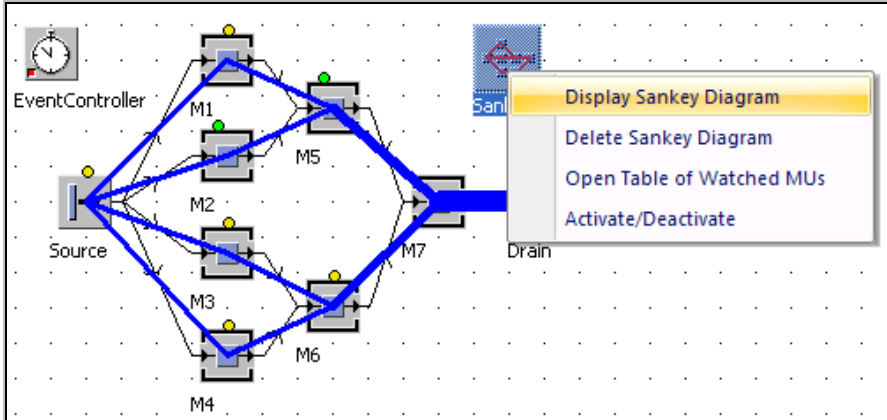 EventController
M1
San
Display Sankey Diagram
Delete Sankey Diagram
M5
Open Table of Watched MUs
M2
Activate/Deactivate
Source
M7
Drain
M3
M6
M4